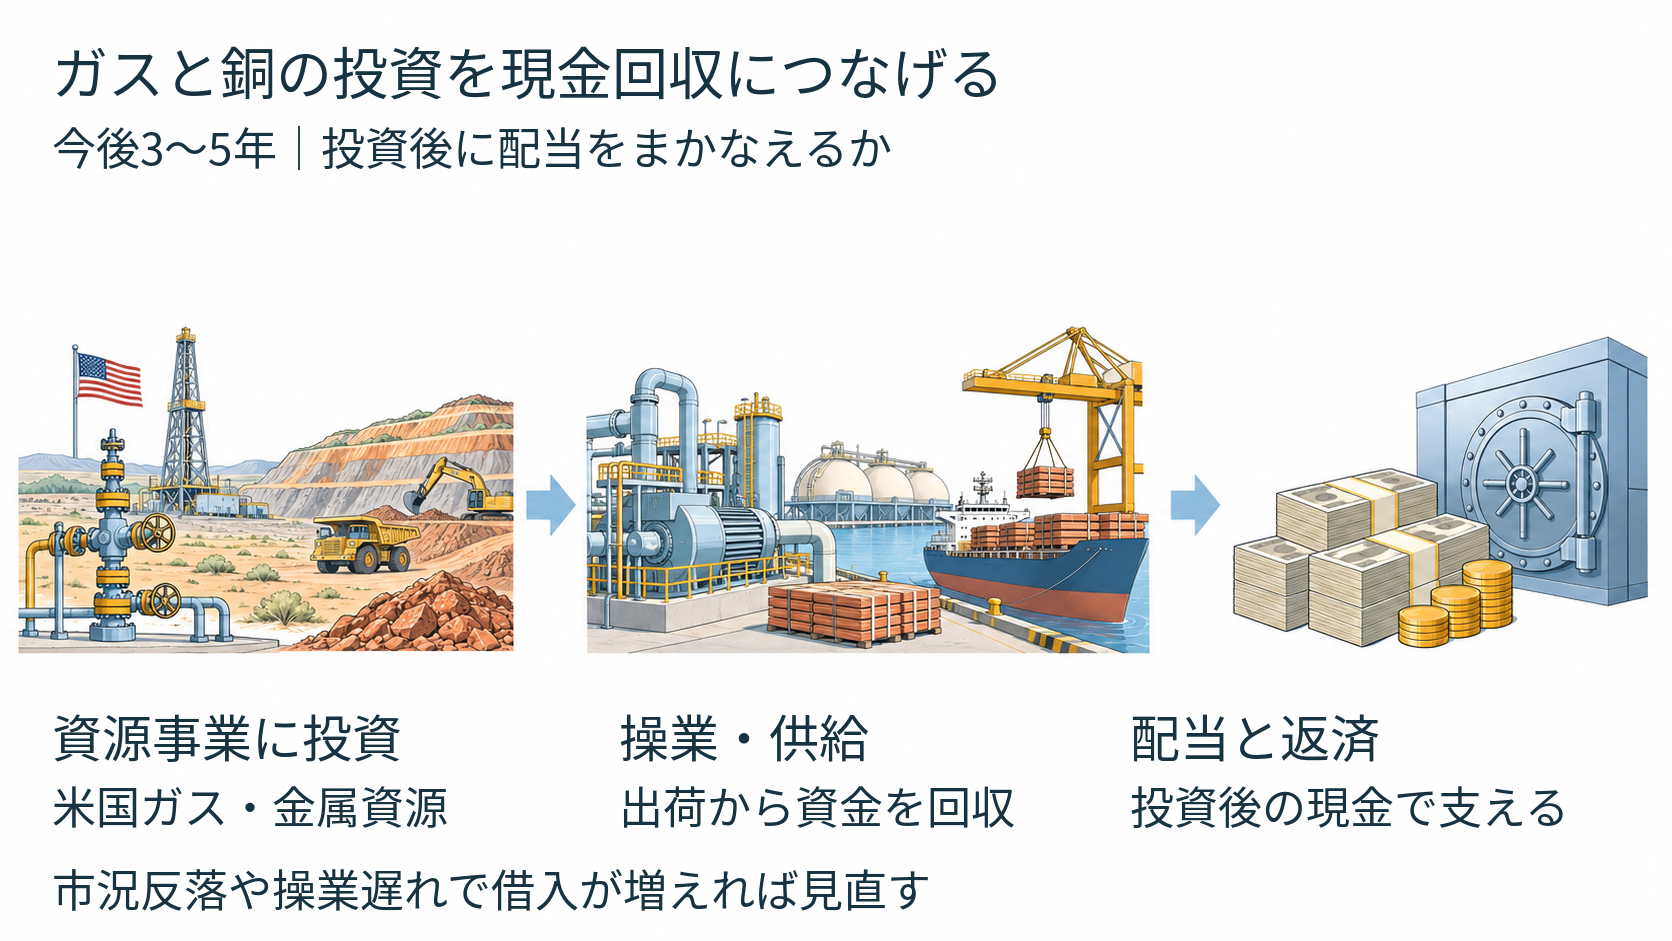 ガスと銅の投資を現金回収につなげる
今後3～5年｜投資後に配当をまかなえるか
資源事業に投資
米国ガス・金属資源
操業・供給
出荷から資金を回収
配当と返済
投資後の現金で支える
市況反落や操業遅れで借入が増えれば見直す